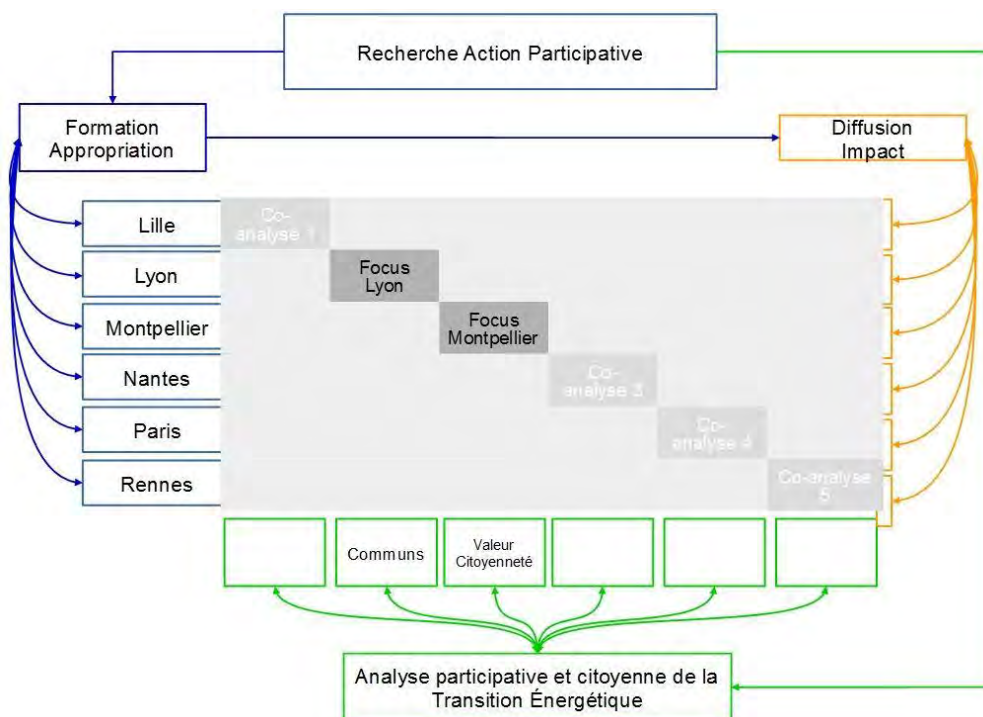 Recherche Action Participative
Formation
Appropriation
Diffusion
Impact
Lille
Co-
analyse 1
Lyon
Focus
Lyon
Montpellier
Focus
Montpellier
Nantes
Co-
analyse 3
Paris
Co-
analyse 4
Rennes
Co-analyse
5
Communs
Valeur
Citoyenneté
Analyse participative et citoyenne de la
Transition Énergétique